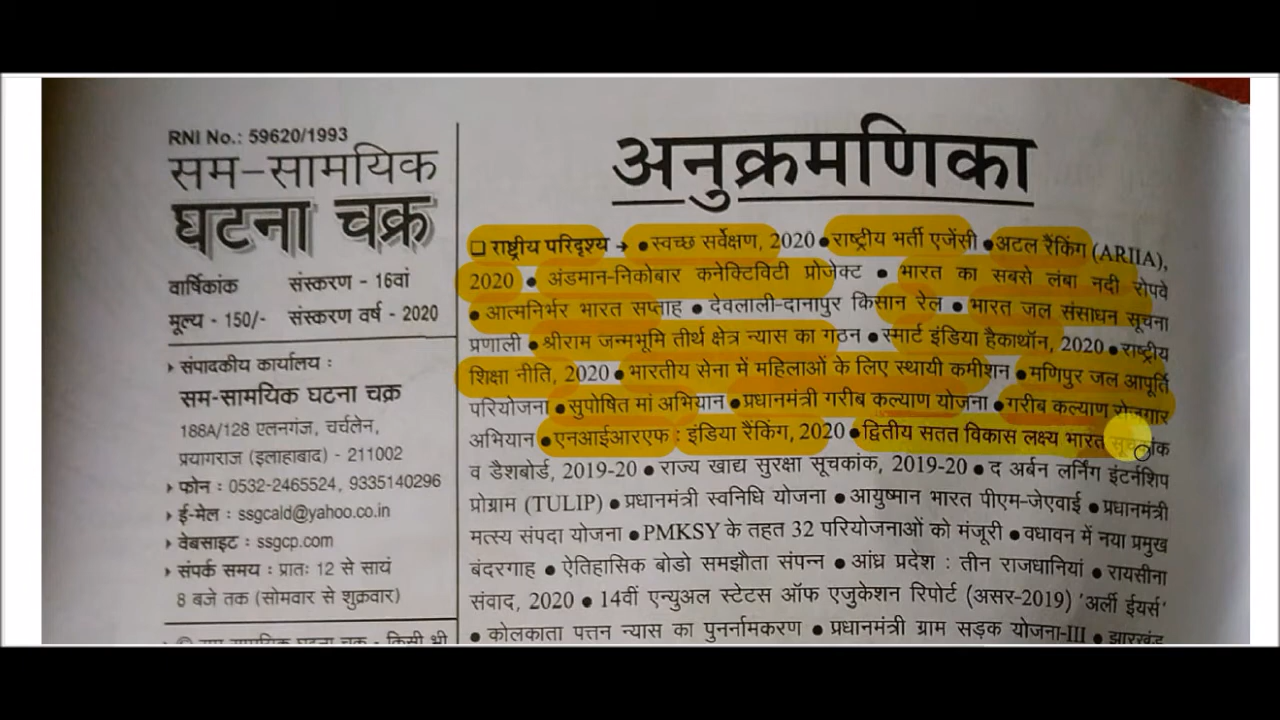 RNI No.: 59620/1993
सम-सामयिक
घटना चक्र
वार्षिकांक संस्करण - 16वां
मूल्य - 150/- संस्करण वर्ष - 2020
संपादकीय कार्यालय :
सम-सामयिक घटना चक्र
188A/128 एलनगंज, चर्चलेन,
प्रयागराज (इलाहाबाद) - 211002
फोन : 0532-2465524, 9335140296
ई-मेल : ssgcald@yahoo.co.in
वेबसाइट : ssgcp.com
संपर्क समय : प्रातः 12 से सायं
8 बजे तक (सोमवार से शुक्रवार)
© सम सामयिक घटना चक्र - किसी भी
अनुक्रमणिका
❑ राष्ट्रीय परिदृश्य → ● स्वच्छ सर्वेक्षण, 2020 ● राष्ट्रीय भर्ती एजेंसी ● अटल रैंकिंग (ARIIA),
2020 ● अंडमान-निकोबार कनेक्टिविटी प्रोजेक्ट ● भारत का सबसे लंबा नदी रोपवे
● आत्मनिर्भर भारत सप्ताह ● देवलाली-दानापुर किसान रेल ● भारत जल संसाधन सूचना
प्रणाली ● श्रीराम जन्मभूमि तीर्थ क्षेत्र न्यास का गठन ● स्मार्ट इंडिया हैकाथॉन, 2020 ● राष्ट्रीय
शिक्षा नीति, 2020 ● भारतीय सेना में महिलाओं के लिए स्थायी कमीशन ● मणिपुर जल आपूर्ति
परियोजना ● सुपोषित मां अभियान ● प्रधानमंत्री गरीब कल्याण योजना ● गरीब कल्याण रोजगार
अभियान ● एनआईआरएफ : इंडिया रैंकिंग, 2020 ● द्वितीय सतत विकास लक्ष्य भारत सूचकांक
व डैशबोर्ड, 2019-20 ● राज्य खाद्य सुरक्षा सूचकांक, 2019-20 ● द अर्बन लर्निंग इंटर्नशिप
प्रोग्राम (TULIP) ● प्रधानमंत्री स्वनिधि योजना ● आयुष्मान भारत पीएम-जेएवाई ● प्रधानमंत्री
मत्स्य संपदा योजना ● PMKSY के तहत 32 परियोजनाओं को मंजूरी ● वधावन में नया प्रमुख
बंदरगाह ● ऐतिहासिक बोडो समझौता संपन्न ● आंध्र प्रदेश : तीन राजधानियां ● रायसीना
संवाद, 2020 ● 14वीं एन्युअल स्टेटस ऑफ एजुकेशन रिपोर्ट (असर-2019) 'अर्ली ईयर्स'
● कोलकाता पत्तन न्यास का पुनर्नामकरण ● प्रधानमंत्री ग्राम सड़क योजना-III ● झारखंड